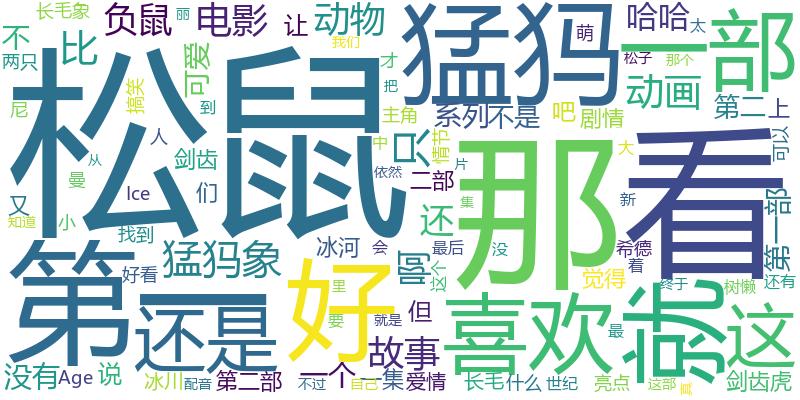 长毛象 负鼠 丽 电影 让 动物 猛犸 萌 哈哈 太 一部
不 两只 比 可爱 我们 才 松子 那个
松鼠 搞笑 到 把 主角 系列 不是 吧 剧情 动画 第二 上
尼 人 剑齿 中 只 情节 那 看 可以
曼 从 Ice 们 依然 二部 片 集 大 新 第一部
又 小 知道 找到 还
第一 猛犸象 冰河 会 啊 最后 没 希德 着
好看 好 里 这个 觉得 终于 树懒 还有
还是 要 就是 但 喜欢 最 就 这
没有 Age 说 故事
冰川 配音 第二部 不过 一个 自己 一集 爱情 长毛 什么 世纪 亮点 这部 真 剑齿虎